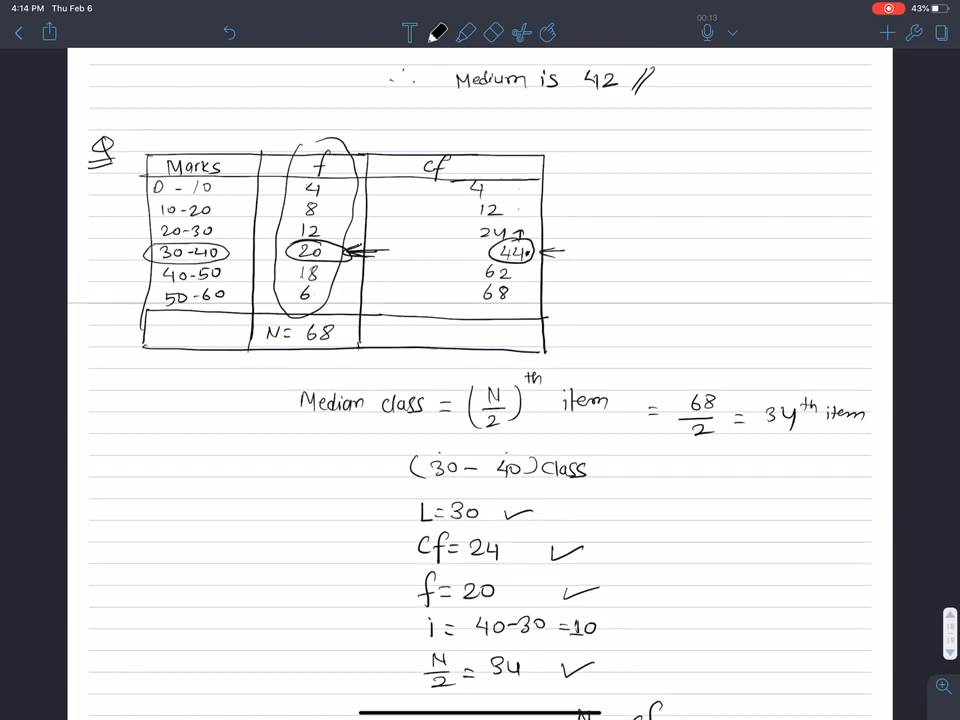 4:14 PM Thu Feb 6
43%
00:13
T
∴ Medium is 42 //
Q
Marks f cf
0 - 10 4 4
10-20 8 12
20-30 12 24
30-40 20 44
40-50 18 62
50-60 6 68
N= 68
Median class = (N/2)th item = 68/2 = 34th item
(30 - 40) class
L=30 ✓
Cf= 24 ✓
f= 20 ✓
i = 40-30 =10
N/2 = 34 ✓
18
19